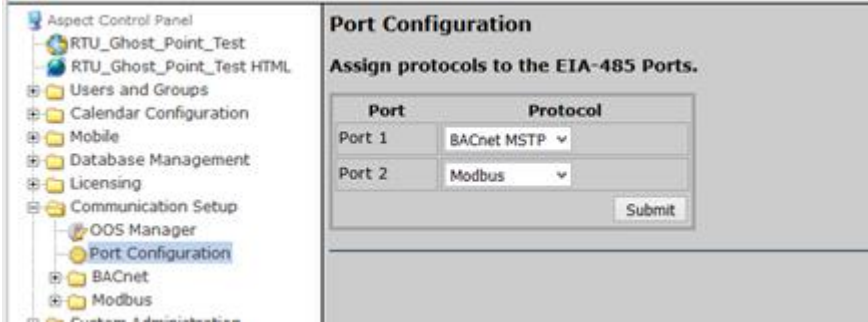 Aspect Control Panel
RTU_Ghost_Point_Test
RTU_Ghost_Point_Test HTML
Users and Groups
Calendar Configuration
Mobile
Database Management
Licensing
Communication Setup
OOS Manager
Port Configuration
BACnet
Modbus
System Administration
Port Configuration
Assign protocols to the EIA-485 Ports.
Port Protocol
Port 1 BACnet MSTP
Port 2 Modbus
Submit